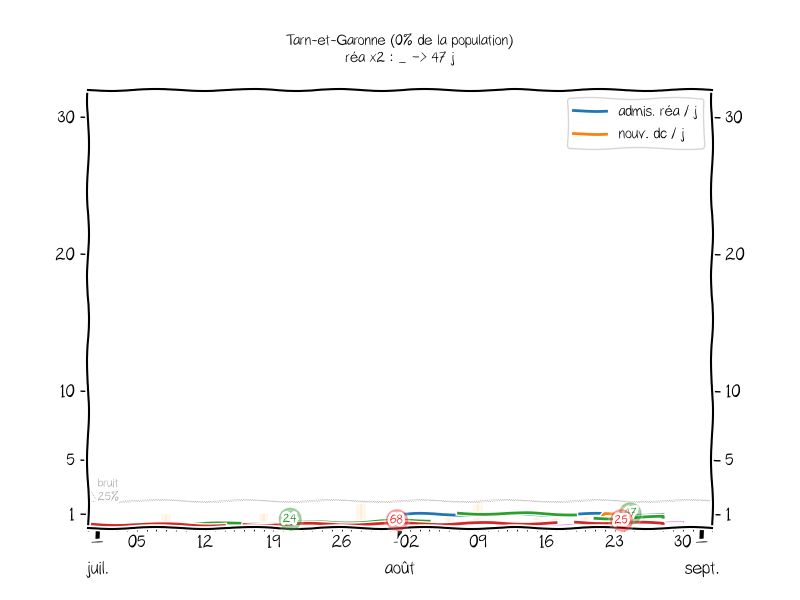 Tarn-et-Garonne (0% de la population)
réa x2 : _ -> 47 j
30
30
admis. réa / j
nouv. dc / j
20
20
10
10
5
5
bruit
25%
1
1
24
68
25
05
12
19
26
02
09
16
23
30
juil.
août
sept.